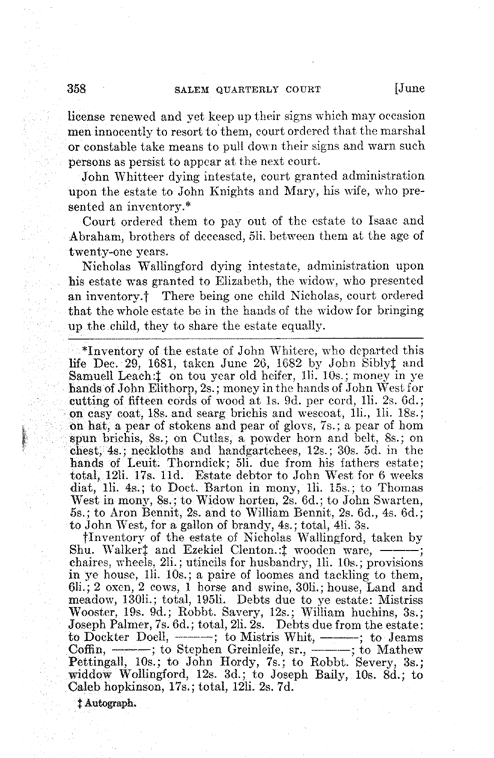 358 SALEM QUARTERLY COURT [June
license renewed and yet keep up their signs which may occasion
men innocently to resort to them, court ordered that the marshal
or constable take means to pull down their signs and warn such
persons as persist to appear at the next court.
John Whitteer dying intestate, court granted administration
upon the estate to John Knights and Mary, his wife, who pre-
sented an inventory.*
Court ordered them to pay out of the estate to Isaac and
Abraham, brothers of deceased, 5li. between them at the age of
twenty-one years.
Nicholas Wallingford dying intestate, administration upon
his estate was granted to Elizabeth, the widow, who presented
an inventory.† There being one child Nicholas, court ordered
that the whole estate be in the hands of the widow for bringing
up the child, they to share the estate equally.
*Inventory of the estate of John Whitere, who departed this
life Dec. 29, 1681, taken June 26, 1682 by John Sibly‡ and
Samuell Leach:‡ on tou year old heifer, 1li. 10s.; money in ye
hands of John Elithorp, 2s.; money in the hands of John West for
cutting of fifteen cords of wood at 1s. 9d. per cord, 1li. 2s. 6d.;
on easy coat, 18s. and searg brichis and wescoat, 1li., 1li. 18s.;
on hat, a pear of stokens and pear of glovs, 7s.; a pear of hom
spun brichis, 8s.; on Cutlas, a powder horn and belt, 8s.; on
chest, 4s.; neckloths and handgartchees, 12s.; 30s. 5d. in the
hands of Leuit. Thorndick; 5li. due from his fathers estate;
total, 12li. 17s. 11d. Estate debtor to John West for 6 weeks
diat, 1li. 4s.; to Doct. Barton in mony, 1li. 15s.; to Thomas
West in mony, 8s.; to Widow horten, 2s. 6d.; to John Swarten,
5s.; to Aron Bennit, 2s. and to William Bennit, 2s. 6d., 4s. 6d.;
to John West, for a gallon of brandy, 4s.; total, 4li. 3s.
†Inventory of the estate of Nicholas Wallingford, taken by
Shu. Walker‡ and Ezekiel Clenton.:‡ wooden ware, ———;
chaires, wheels, 2li.; utincils for husbandry, 1li. 10s.; provisions
in ye house, 1li. 10s.; a paire of loomes and tackling to them,
6li.; 2 oxen, 2 cows, 1 horse and swine, 30li.; house, Land and
meadow, 130li.; total, 195li. Debts due to ye estate: Mistriss
Wooster, 19s. 9d.; Robbt. Savery, 12s.; William huchins, 3s.;
Joseph Palmer, 7s. 6d.; total, 2li. 2s. Debts due from the estate:
to Dockter Doell, ———; to Mistris Whit, ———; to Jeams
Coffin, ———; to Stephen Greinleife, sr., ———; to Mathew
Pettingall, 10s.; to John Hordy, 7s.; to Robbt. Severy, 3s.;
widdow Wollingford, 12s. 3d.; to Joseph Baily, 10s. 8d.; to
Caleb hopkinson, 17s.; total, 12li. 2s. 7d.
‡ Autograph.